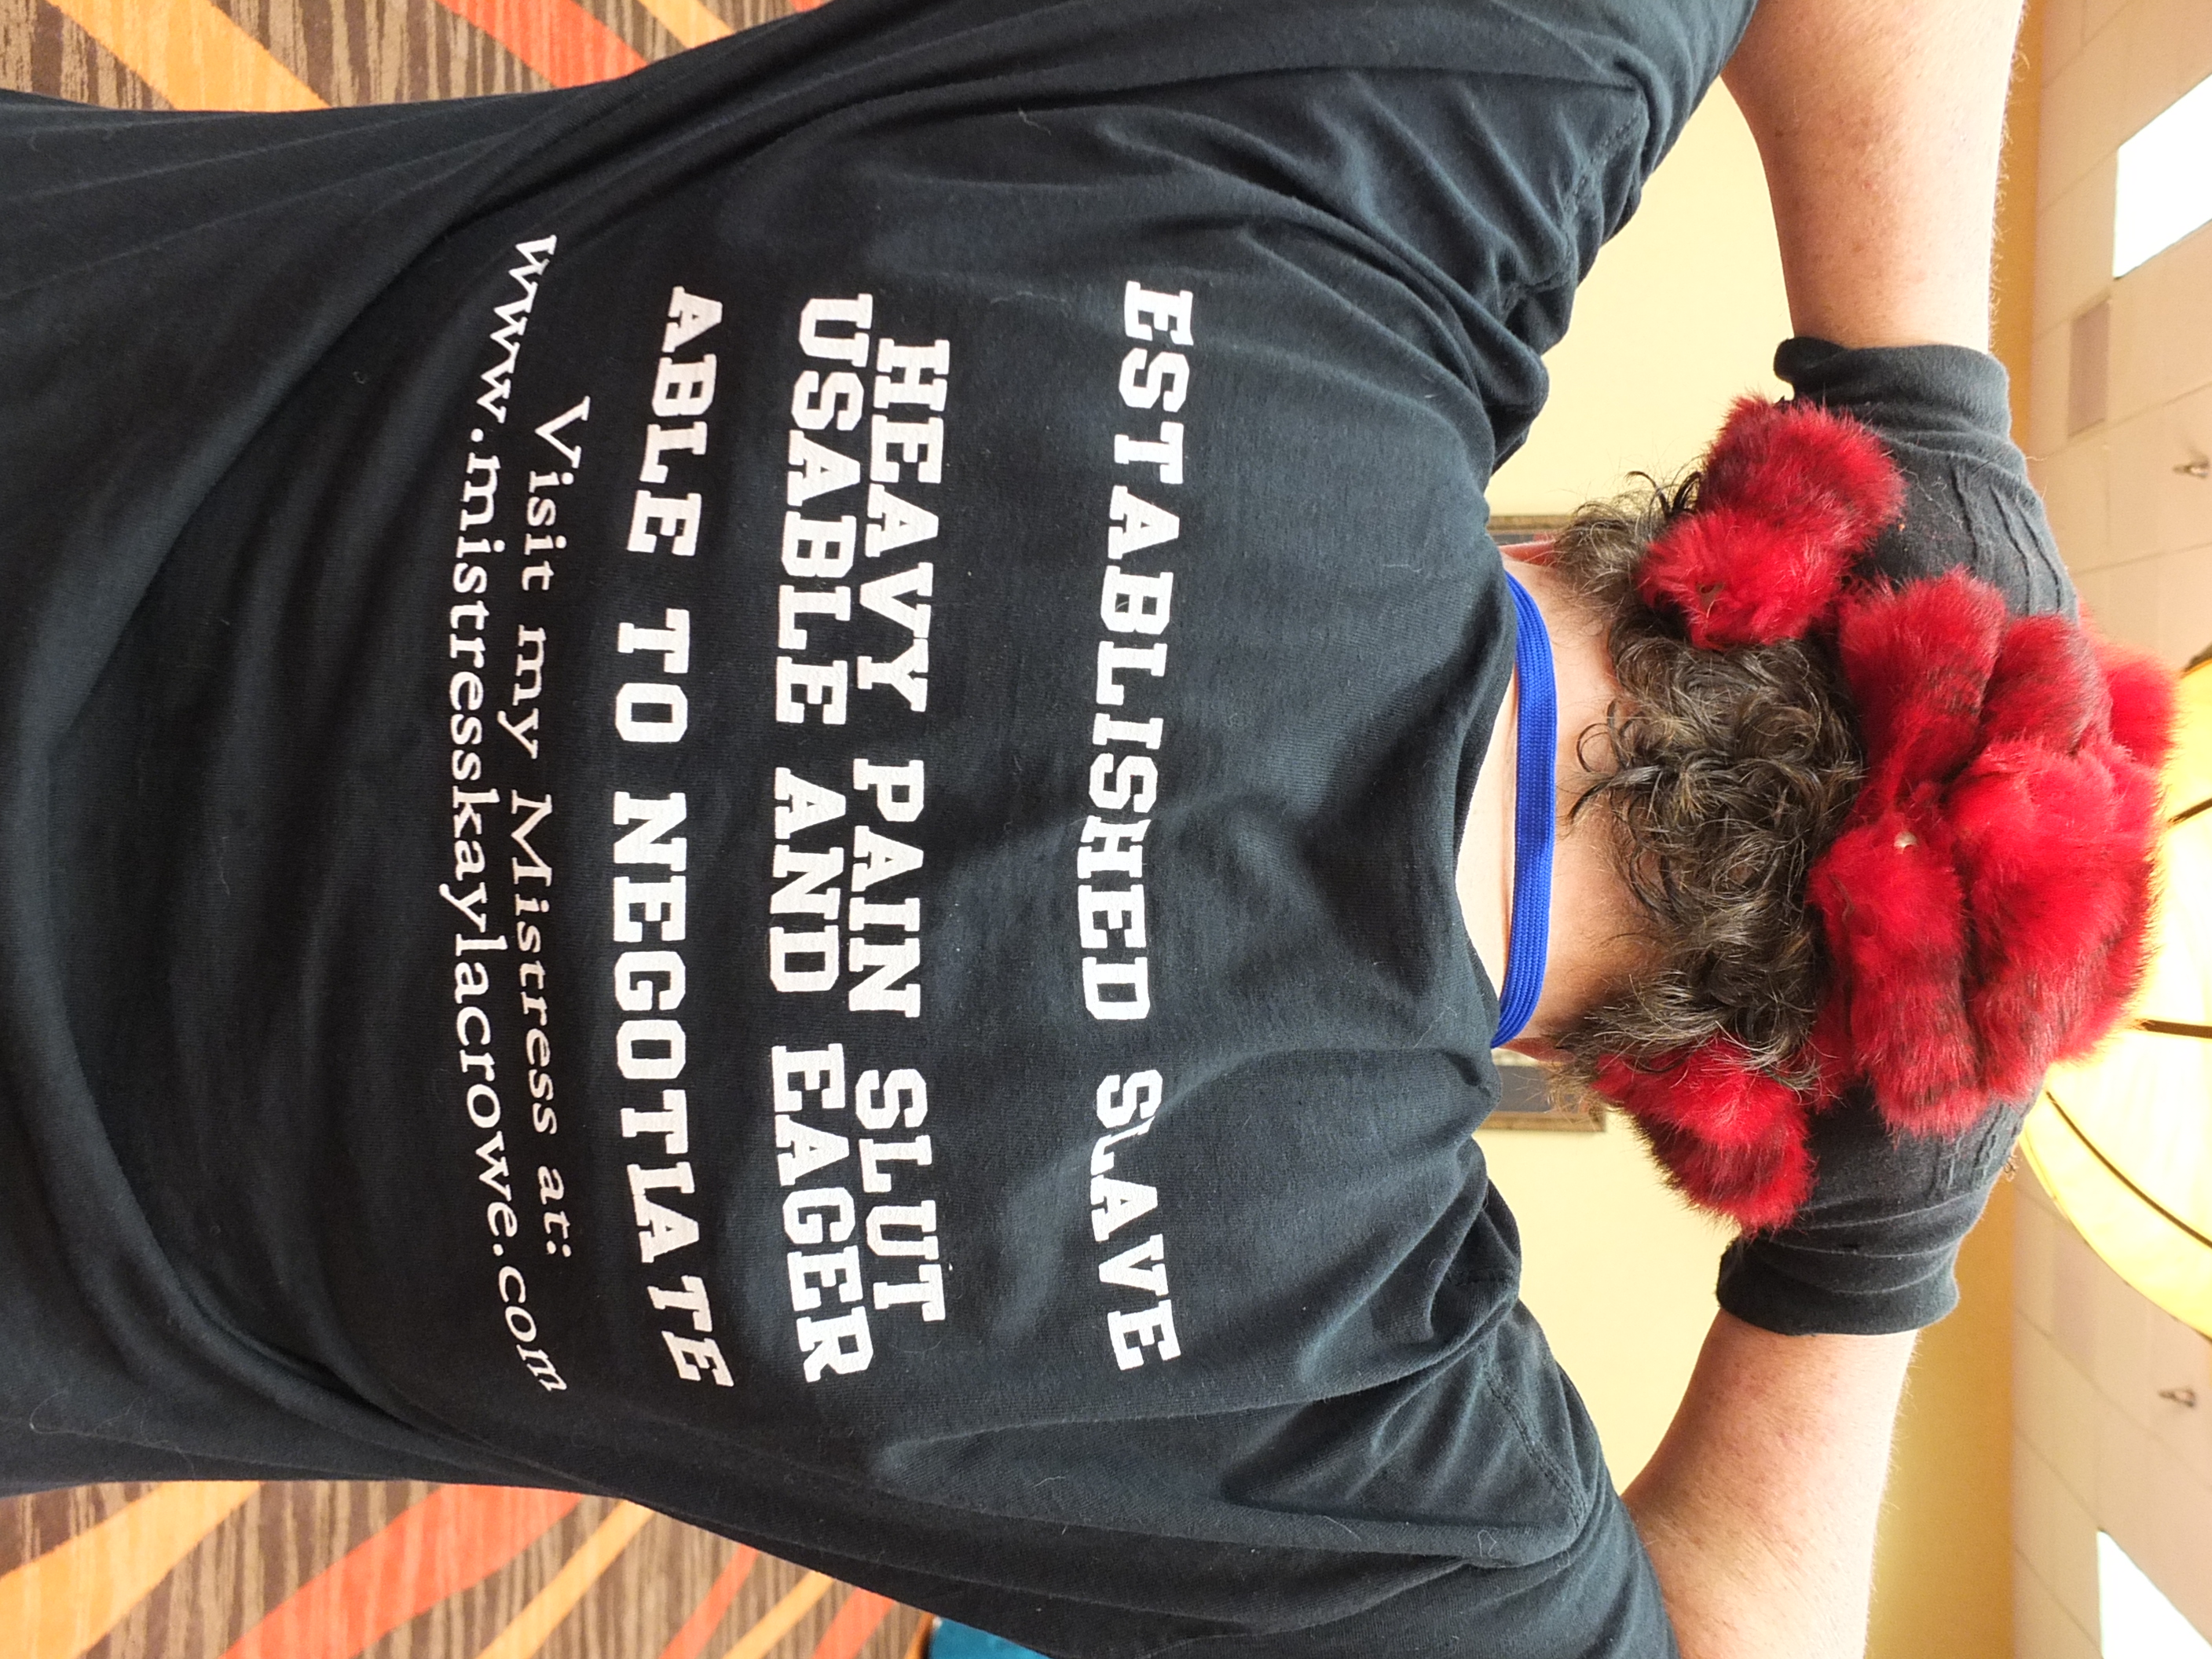 ESTABLISHED SLAVE
HEAVY PAIN SLUT
USABLE AND EAGER
ABLE TO NEGOTIATE
Visit my Mistress at:
www.mistresskaylacrowe.com